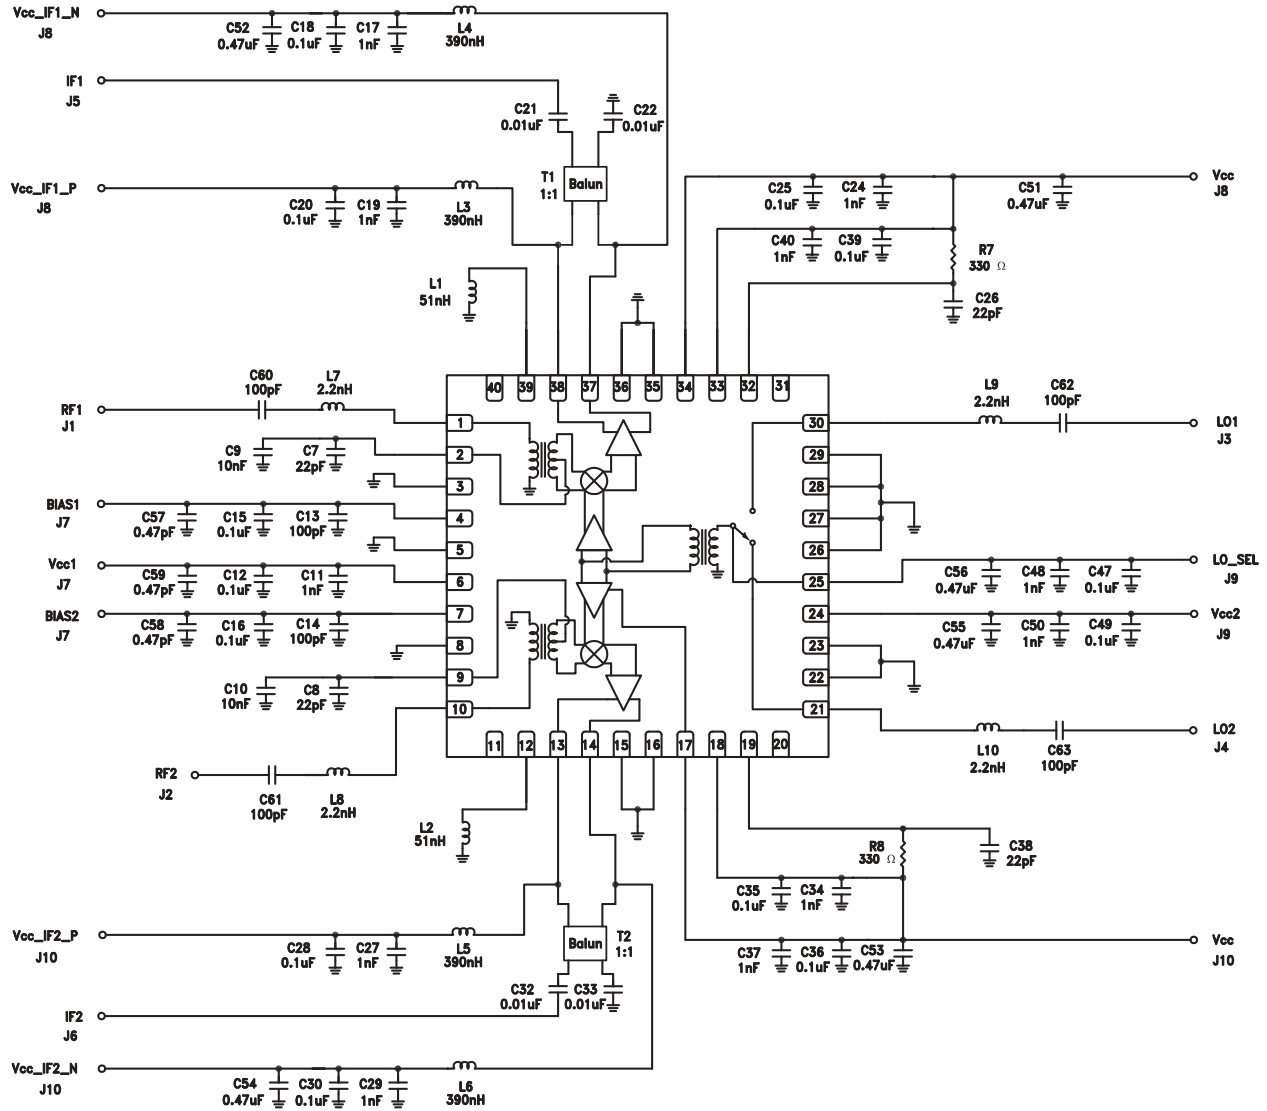 Vcc_IF1_N
J8
C52
0.47uF
C18
0.1uF
C17
1nF
L4
390nH
IF1
J5
C21
0.01uF
C22
0.01uF
T1
1:1
Balun
Vcc_IF1_P
J8
C20
0.1uF
C19
1nF
L3
390nH
L1
51nH
C25
0.1uF
C24
1nF
C51
0.47uF
Vcc
J8
C40
1nF
C39
0.1uF
R7
330 Ω
C26
22pF
40
39
38
37
36
35
34
33
32
31
RF1
J1
C60
100pF
L7
2.2nH
C9
10nF
C7
22pF
BIAS1
J7
C57
0.47pF
C15
0.1uF
C13
100pF
Vcc1
J7
C59
0.47pF
C12
0.1uF
C11
1nF
BIAS2
J7
C58
0.47pF
C16
0.1uF
C14
100pF
C10
10nF
C8
22pF
RF2
J2
C61
100pF
L8
2.2nH
1
2
3
4
5
6
7
8
9
10
30
29
28
27
26
25
24
23
22
21
L9
2.2nH
C62
100pF
LO1
J3
LO_SEL
J9
C56
0.47uF
C48
1nF
C47
0.1uF
Vcc2
J9
C55
0.47uF
C50
1nF
C49
0.1uF
L10
2.2nH
C63
100pF
LO2
J4
11
12
13
14
15
16
17
18
19
20
L2
51nH
R8
330 Ω
C38
22pF
C35
0.1uF
C34
1nF
C37
1nF
C36
0.1uF
C53
0.47uF
Vcc
J10
Vcc_IF2_P
J10
C28
0.1uF
C27
1nF
L5
390nH
Balun
T2
1:1
C32
0.01uF
C33
0.01uF
IF2
J6
Vcc_IF2_N
J10
C54
0.47uF
C30
0.1uF
C29
1nF
L6
390nH